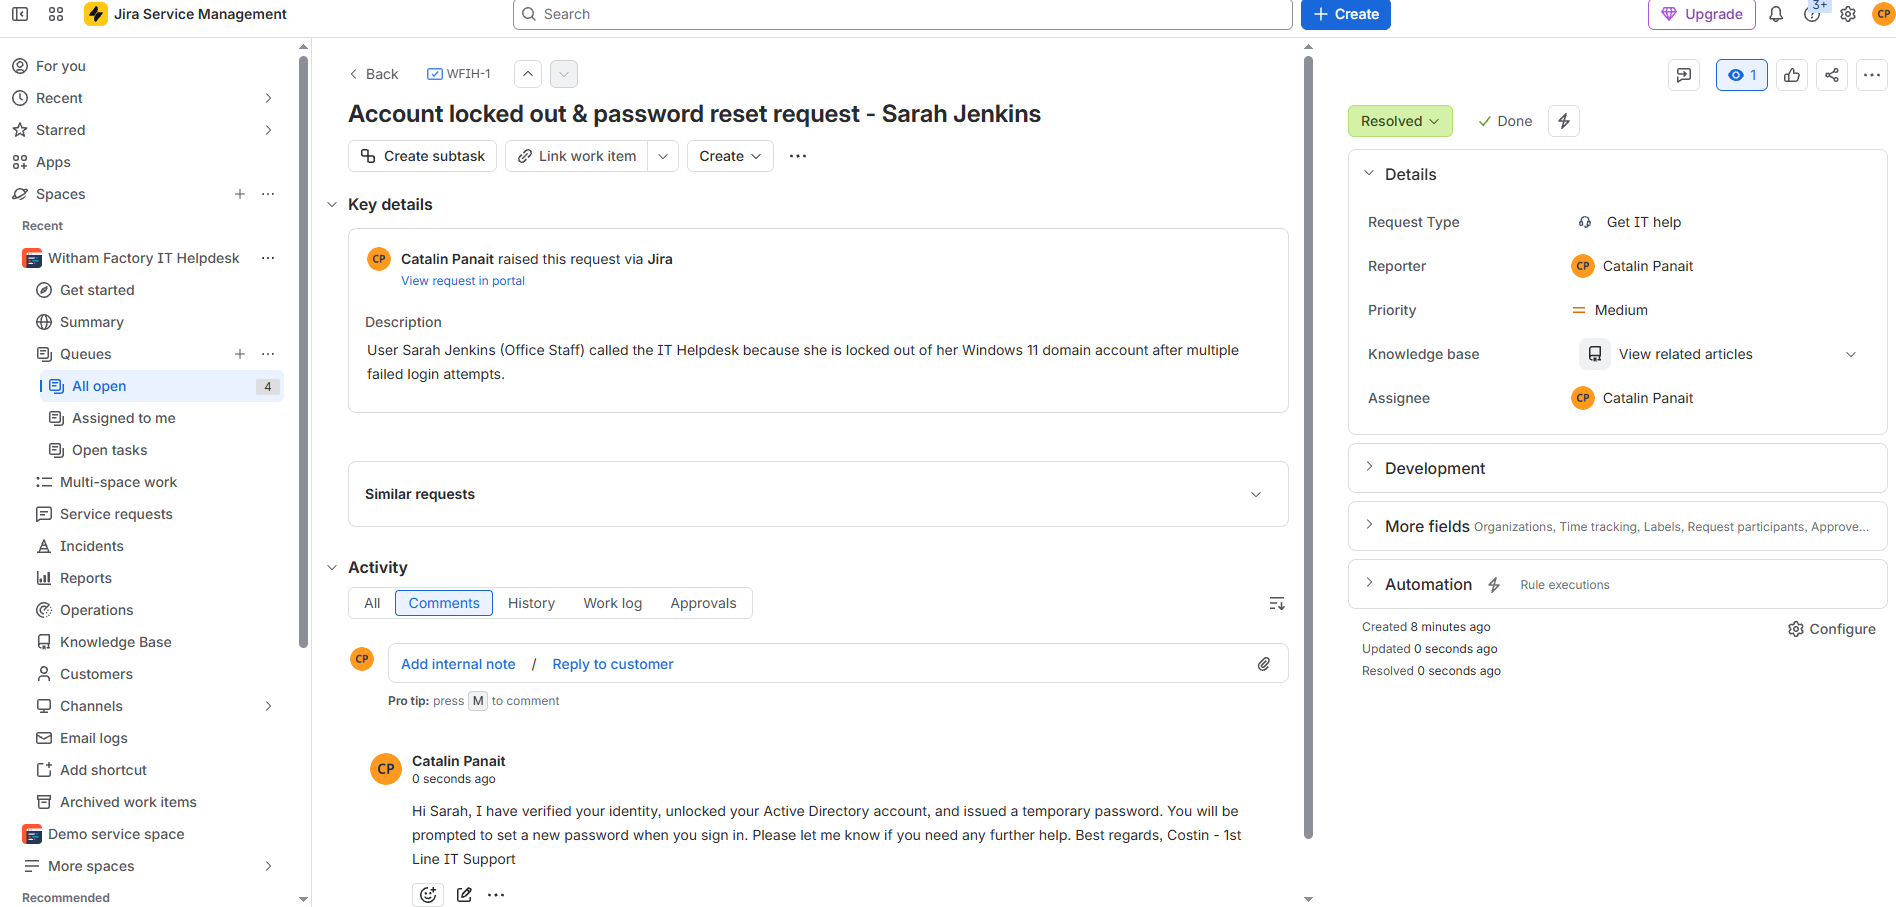 Jira Service Management
Search
Create
Upgrade
3+
CP
For you
Recent
Starred
Apps
Spaces
Recent
Witham Factory IT Helpdesk
Get started
Summary
Queues
All open
4
Assigned to me
Open tasks
Multi-space work
Service requests
Incidents
Reports
Operations
Knowledge Base
Customers
Channels
Email logs
Add shortcut
Archived work items
Demo service space
More spaces
Recommended
Back
WFIH-1
Account locked out & password reset request - Sarah Jenkins
Create subtask
Link work item
Create
Key details
CP
Catalin Panait raised this request via Jira
View request in portal
Description
User Sarah Jenkins (Office Staff) called the IT Helpdesk because she is locked out of her Windows 11 domain account after multiple
failed login attempts.
Similar requests
Activity
All
Comments
History
Work log
Approvals
CP
Add internal note / Reply to customer
Pro tip: press M to comment
CP
Catalin Panait
0 seconds ago
Hi Sarah, I have verified your identity, unlocked your Active Directory account, and issued a temporary password. You will be
prompted to set a new password when you sign in. Please let me know if you need any further help. Best regards, Costin - 1st
Line IT Support
1
Resolved
Done
Details
Request Type
Get IT help
Reporter
CP
Catalin Panait
Priority
Medium
Knowledge base
View related articles
Assignee
CP
Catalin Panait
Development
More fields Organizations, Time tracking, Labels, Request participants, Approve...
Automation
Rule executions
Created 8 minutes ago
Configure
Updated 0 seconds ago
Resolved 0 seconds ago